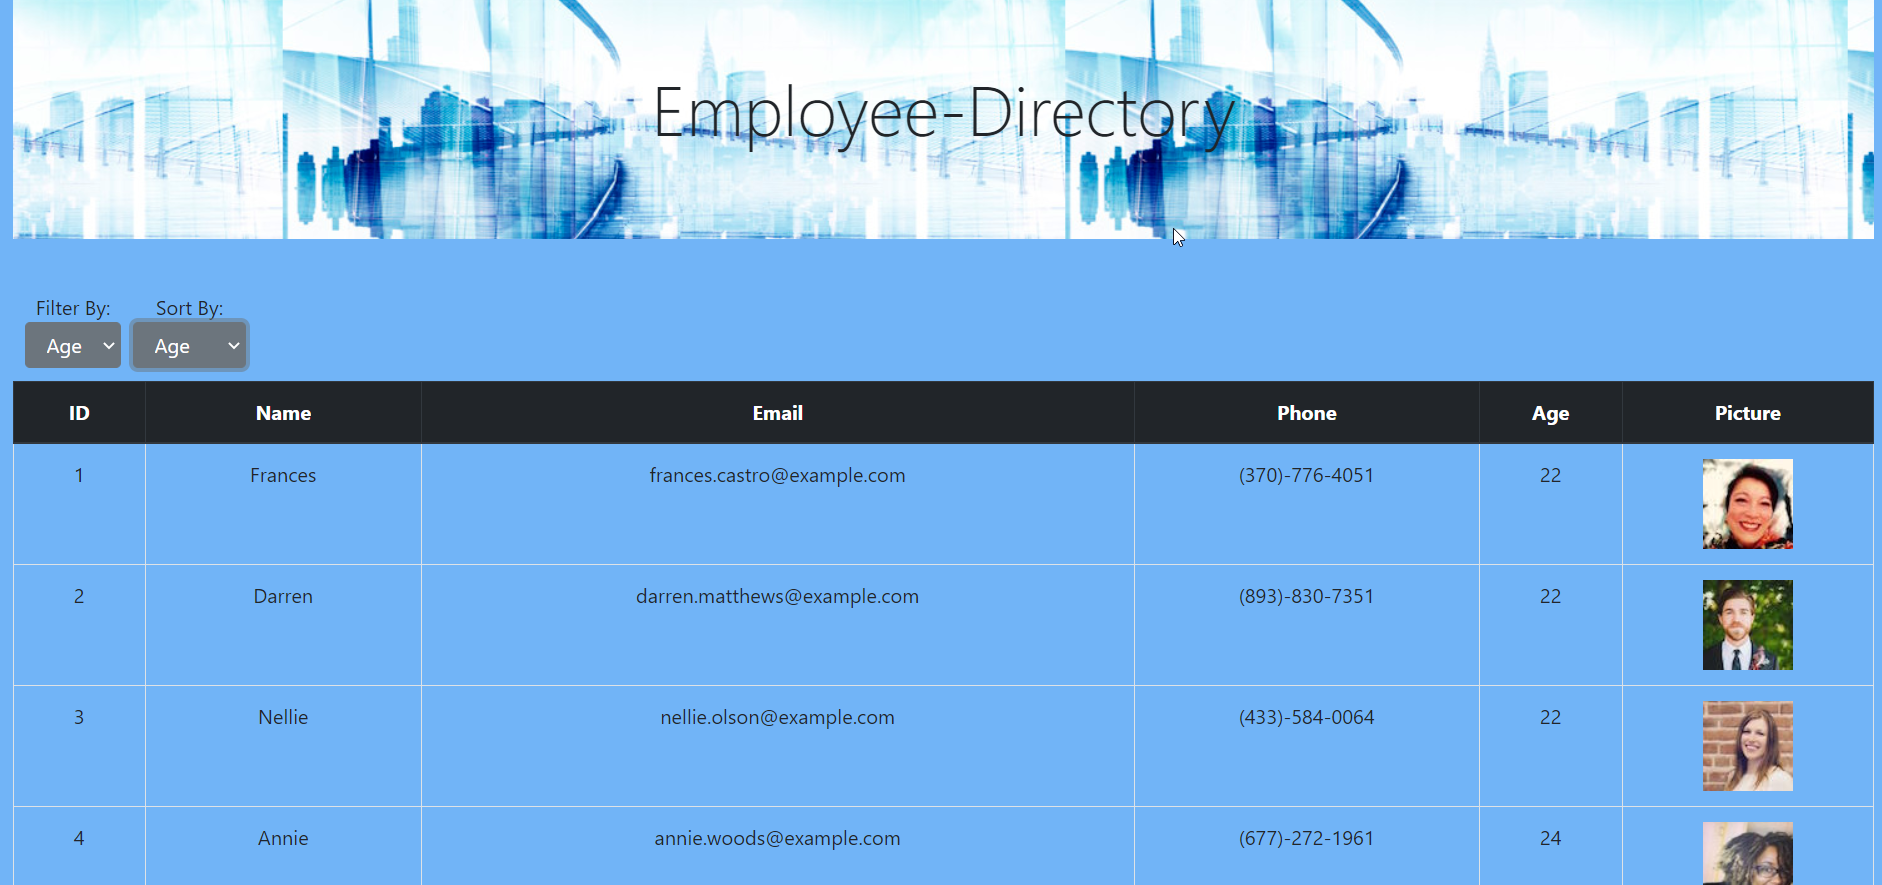 Employee-Directory
Filter By: Sort By:
Age Age
ID Name Email Phone Age Picture
1 Frances frances.castro@example.com (370)-776-4051 22
2 Darren darren.matthews@example.com (893)-830-7351 22
3 Nellie nellie.olson@example.com (433)-584-0064 22
4 Annie annie.woods@example.com (677)-272-1961 24